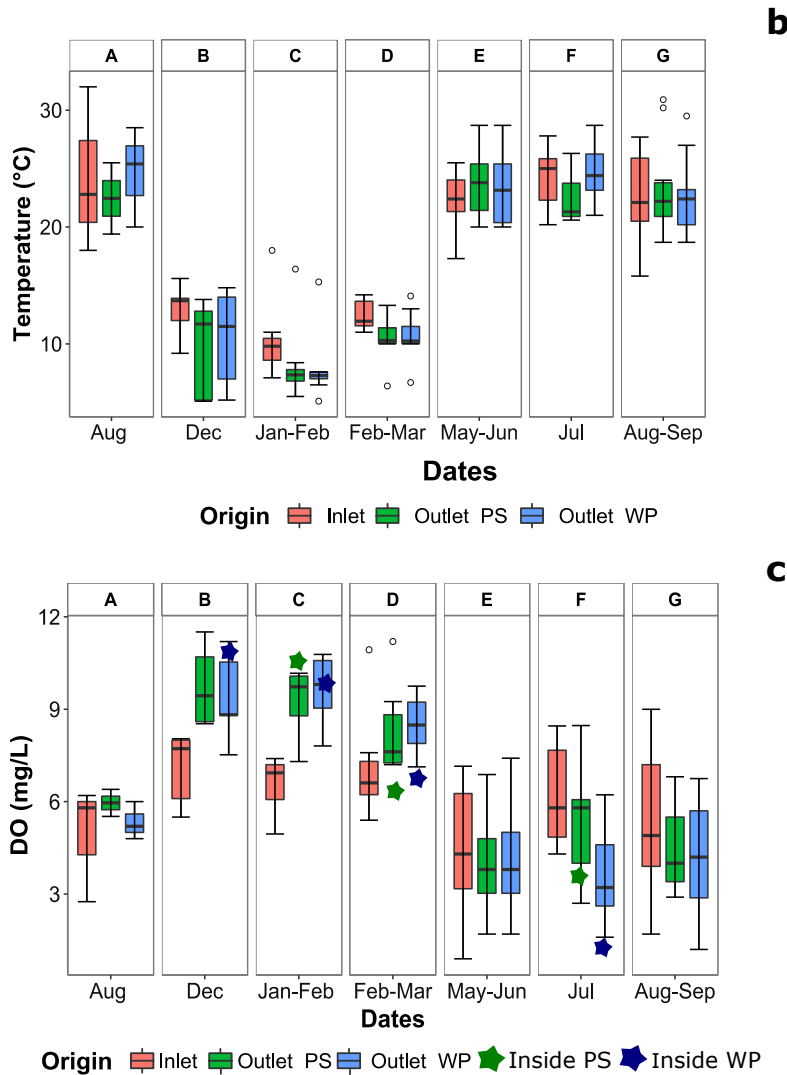 b
A B C D E F G
Temperature (°C)
30
20
10
Aug Dec Jan-Feb Feb-Mar May-Jun Jul Aug-Sep
Dates
Origin Inlet Outlet PS Outlet WP
c
A B C D E F G
DO (mg/L)
12
9
6
3
Aug Dec Jan-Feb Feb-Mar May-Jun Jul Aug-Sep
Dates
Origin Inlet Outlet PS Outlet WP Inside PS Inside WP